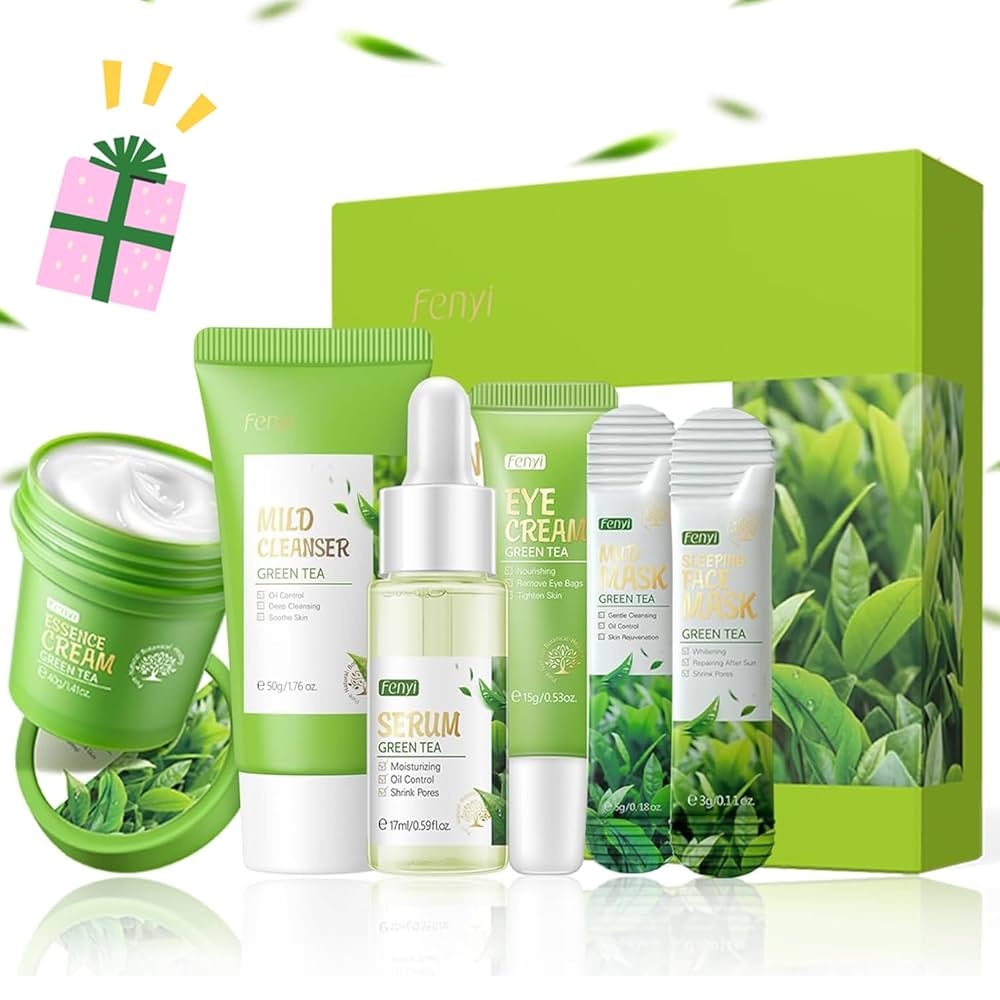 Fenyi
Fenyi
ESSENCE
CREAM
GREEN TEA
℮ 40g/1.41oz.
Fenyi
MILD
CLEANSER
GREEN TEA
Oil Control
Deep Cleansing
Soothe Skin
℮ 50g/1.76 oz.
Fenyi
SERUM
GREEN TEA
Moisturizing
Oil Control
Shrink Pores
℮ 17ml/0.59fl.oz.
Fenyi
EYE
CREAM
GREEN TEA
Nourishing
Remove Eye Bags
Tighten Skin
℮ 15g/0.53oz.
Fenyi
MUD
MASK
GREEN TEA
Gentle Cleansing
Oil Control
Skin Rejuvenation
℮ 5g/0.18oz.
Fenyi
SLEEPING
FACE
MASK
GREEN TEA
Whitening
Repairing After Sun
Shrink Pores
℮ 3g/0.11oz.